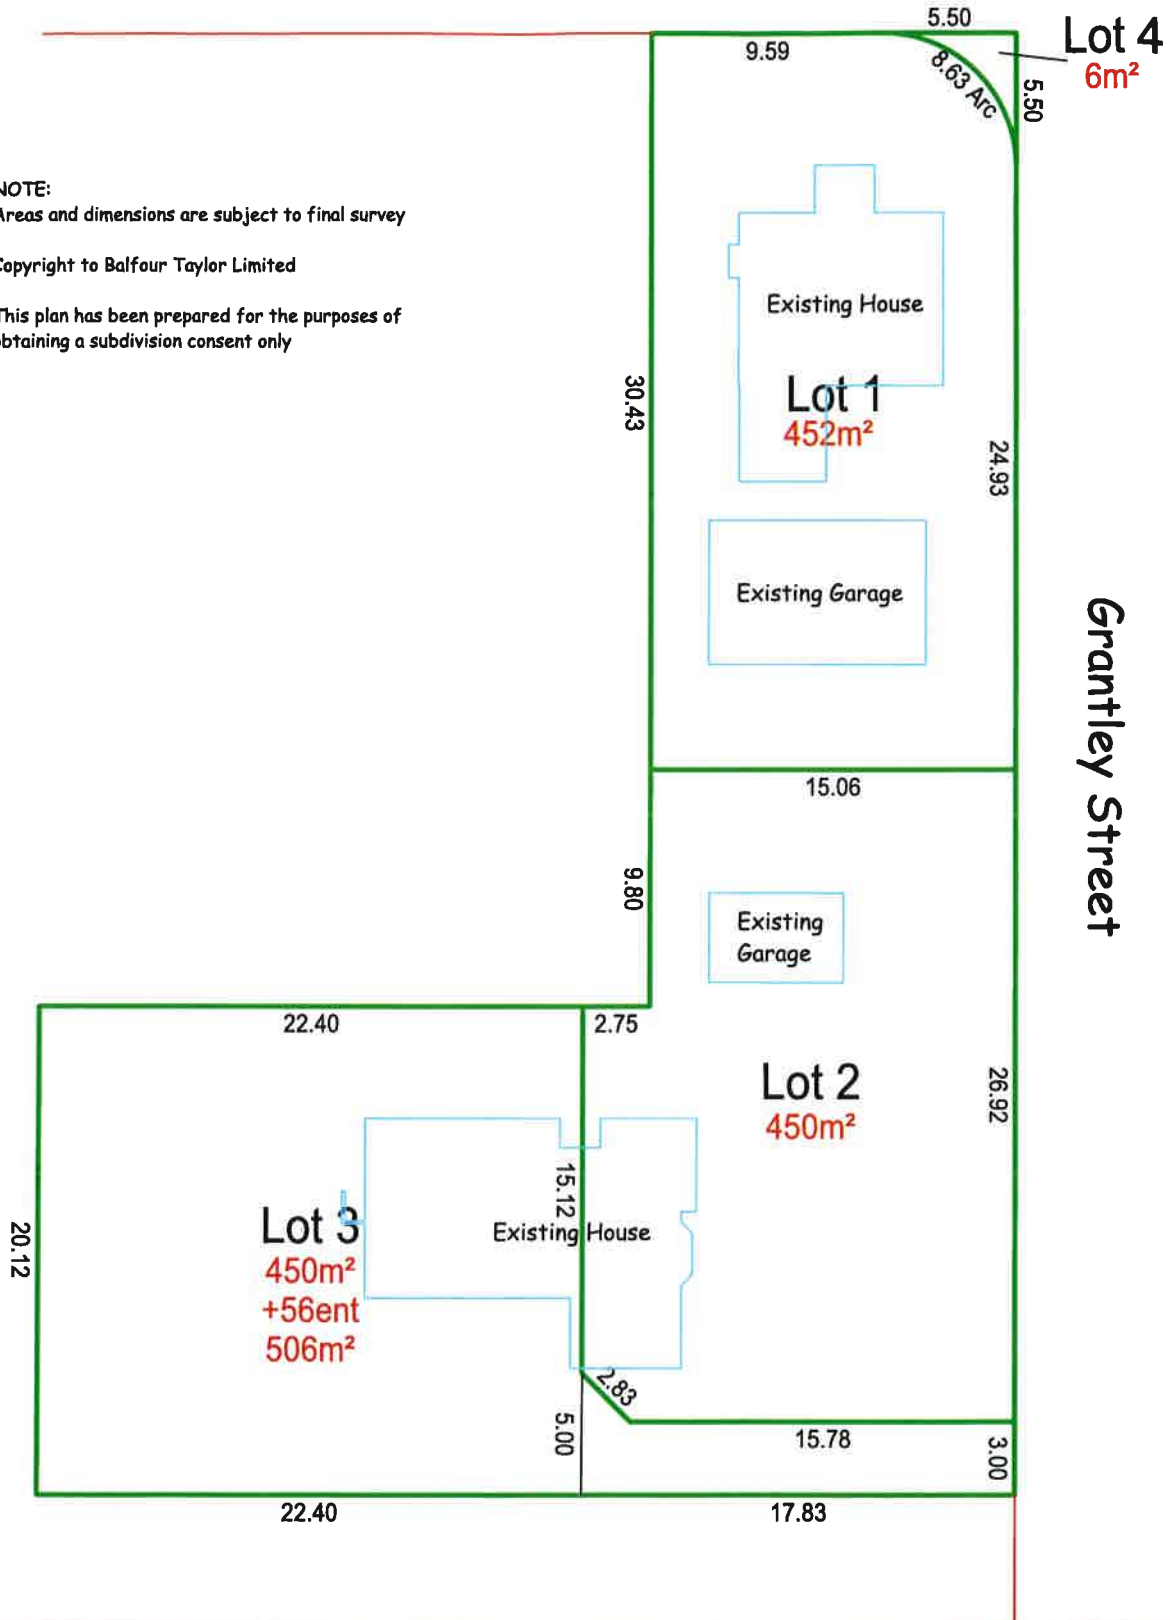 5.50
Lot 4
6m²
9.59
8.63 Arc
5.50
NOTE:
Areas and dimensions are subject to final survey
Copyright to Balfour Taylor Limited
This plan has been prepared for the purposes of
obtaining a subdivision consent only
Existing House
30.43
Lot 1
452m²
24.93
Existing Garage
Grantley Street
15.06
9.80
Existing
Garage
22.40
2.75
Lot 2
450m²
26.92
15.12
Existing House
Lot 3
450m²
+56ent
506m²
20.12
2.83
5.00
15.78
3.00
22.40
17.83